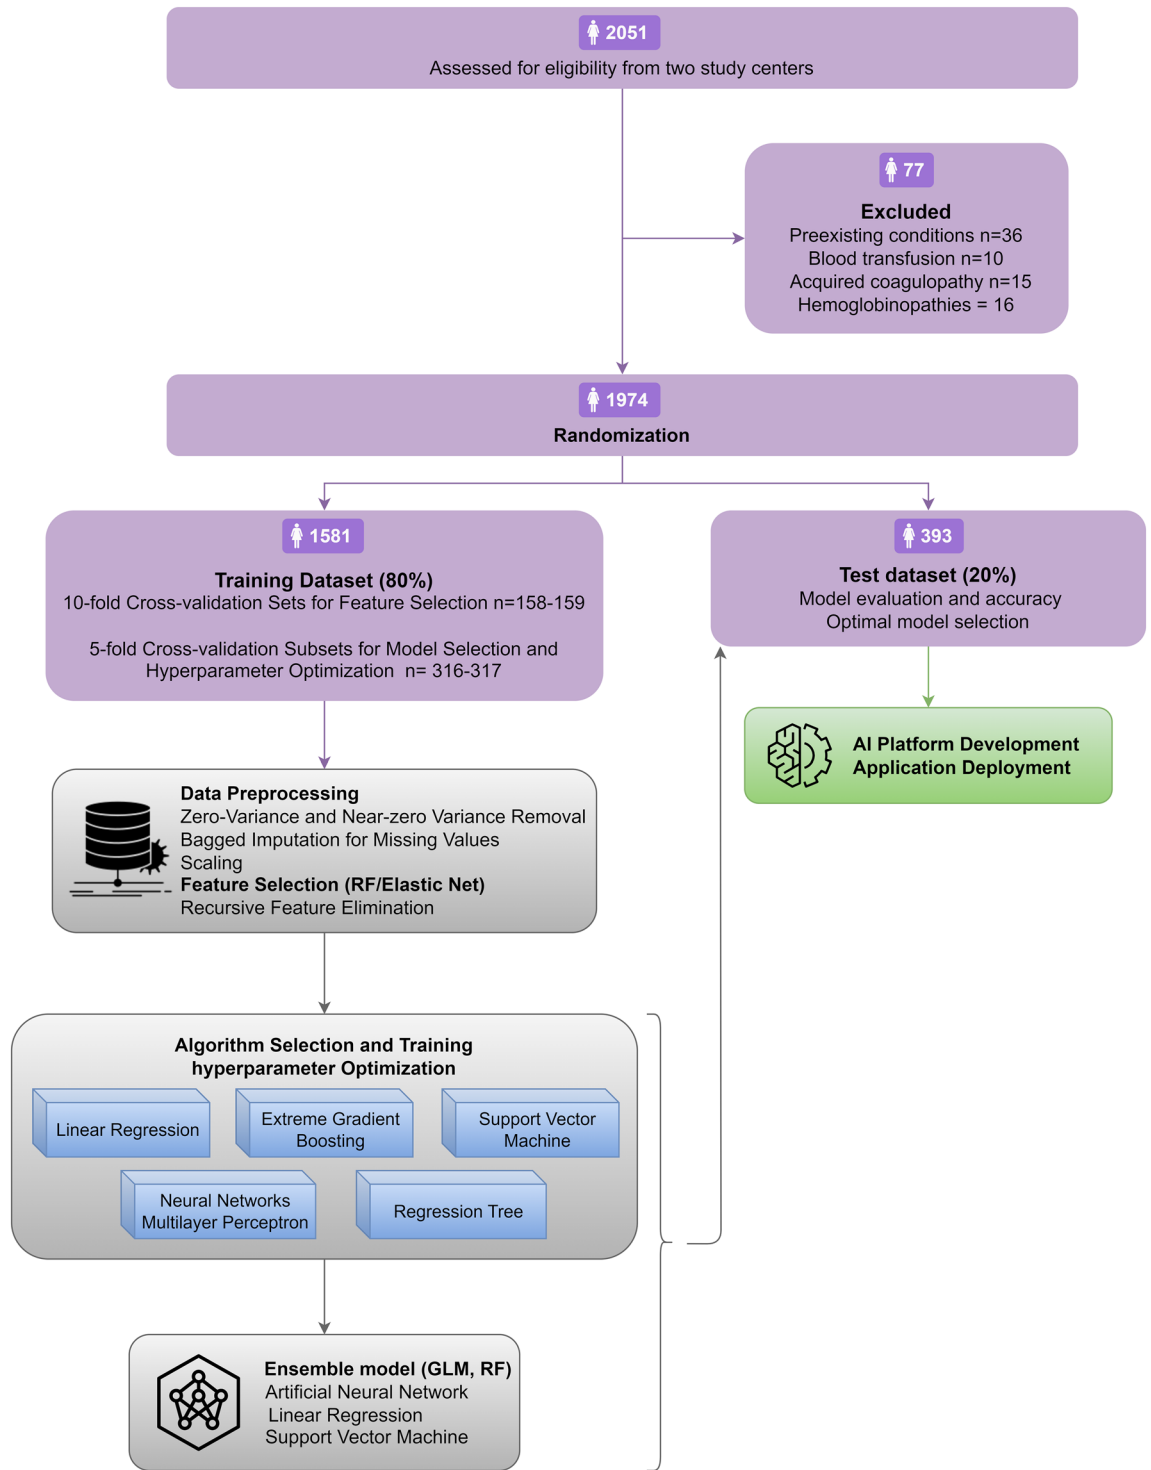 2051
Assessed for eligibility from two study centers
77
Excluded
Preexisting conditions n=36
Blood transfusion n=10
Acquired coagulopathy n=15
Hemoglobinopathies = 16
1974
Randomization
1581
Training Dataset (80%)
10-fold Cross-validation Sets for Feature Selection n=158-159
5-fold Cross-validation Subsets for Model Selection and
Hyperparameter Optimization  n= 316-317
393
Test dataset (20%)
Model evaluation and accuracy
Optimal model selection
AI Platform Development
Application Deployment
Data Preprocessing
Zero-Variance and Near-zero Variance Removal
Bagged Imputation for Missing Values
Scaling
Feature Selection (RF/Elastic Net)
Recursive Feature Elimination
Algorithm Selection and Training
hyperparameter Optimization
Linear Regression
Extreme Gradient
Boosting
Support Vector
Machine
Neural Networks
Multilayer Perceptron
Regression Tree
Ensemble model (GLM, RF)
Artificial Neural Network
Linear Regression
Support Vector Machine